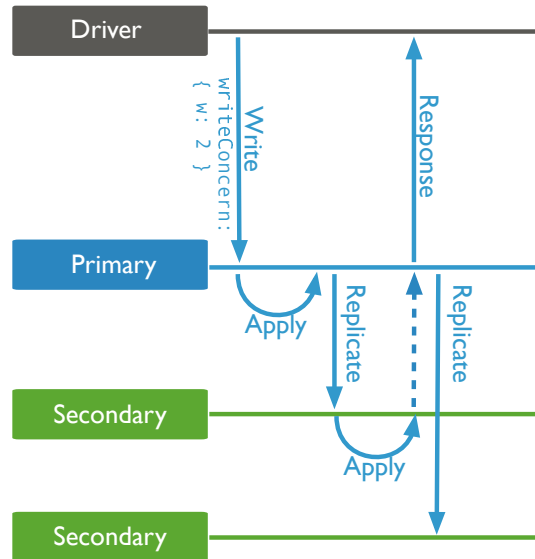 Driver
Write
writeConcern:
{ w: 2 }
Response
Primary
Apply
Replicate
Replicate
Secondary
Apply
Secondary